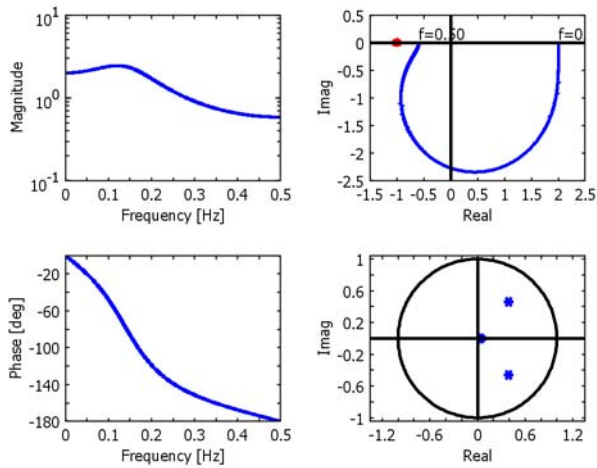 10^1
10^0
10^-1
Magnitude
0 0.1 0.2 0.3 0.4 0.5
Frequency [Hz]
0.5
0
-0.5
-1
-1.5
-2
-2.5
Imag
f=0.50
f=0
-1.5 -1 -0.5 0 0.5 1 1.5 2 2.5
Real
-20
-60
-100
-140
-180
Phase [deg]
0 0.1 0.2 0.3 0.4 0.5
Frequency [Hz]
1
0.6
0.2
-0.2
-0.6
-1
Imag
-1.2 -0.6 0 0.6 1.2
Real